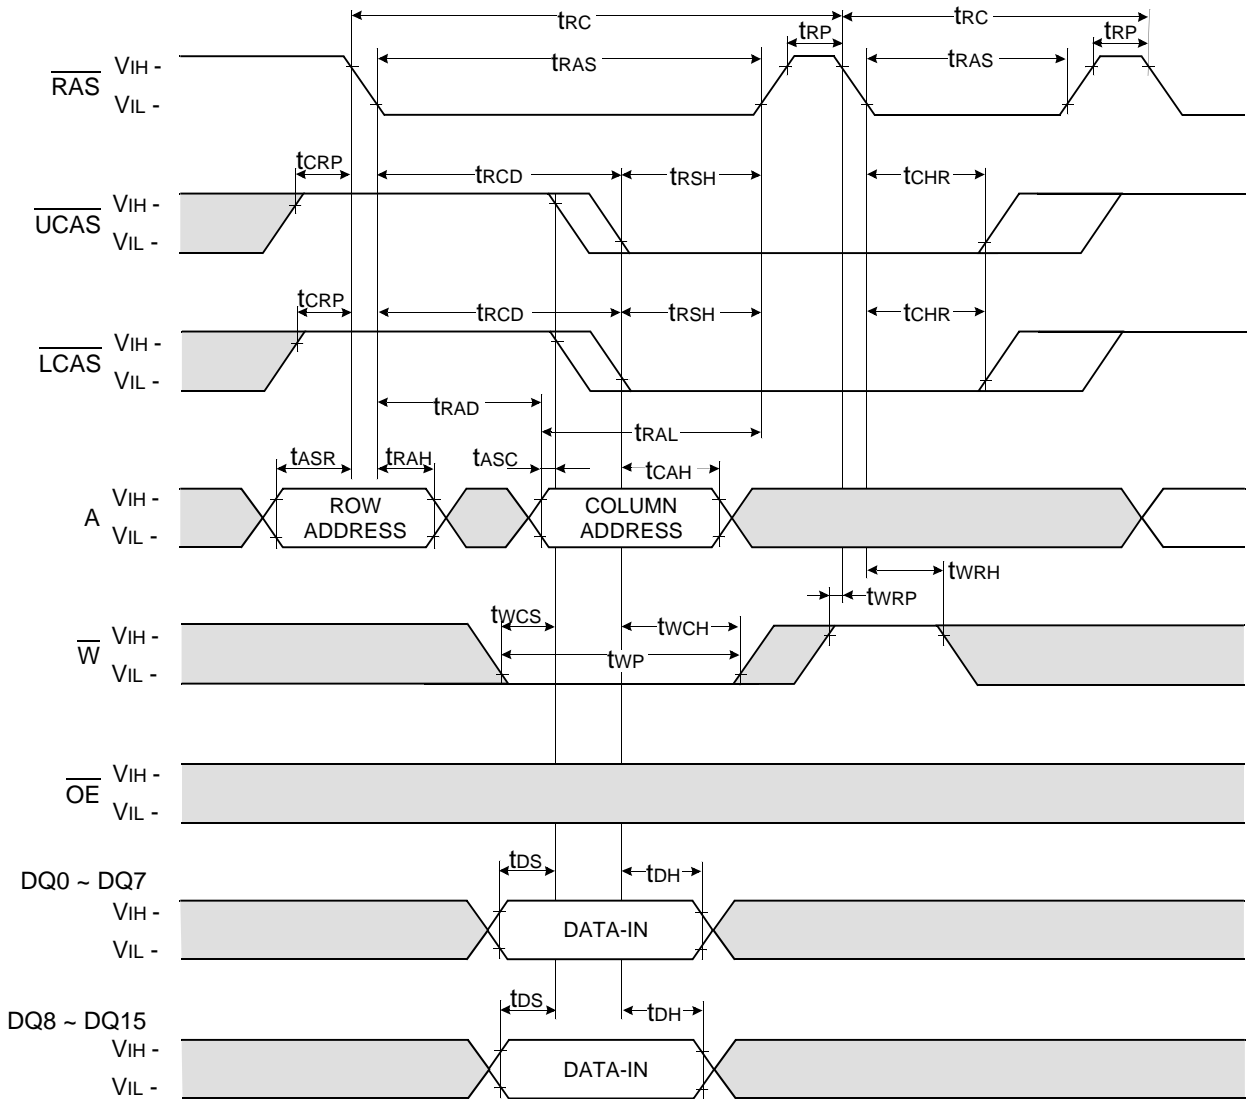 tRC tRC
tRP tRP
tRAS tRAS
RAS VIH -
VIL -
tCRP tRCD tRSH tCHR
UCAS VIH -
VIL -
tCRP tRCD tRSH tCHR
LCAS VIH -
VIL -
tRAD
tRAL
tASR tRAH tASC tCAH
A VIH -
VIL -
ROW ADDRESS
COLUMN ADDRESS
tWRH
tWRP
tWCS tWCH
tWP
W VIH -
VIL -
OE VIH -
VIL -
tDS tDH
DQ0 ~ DQ7
VIH -
VIL -
DATA-IN
tDS tDH
DQ8 ~ DQ15
VIH -
VIL -
DATA-IN